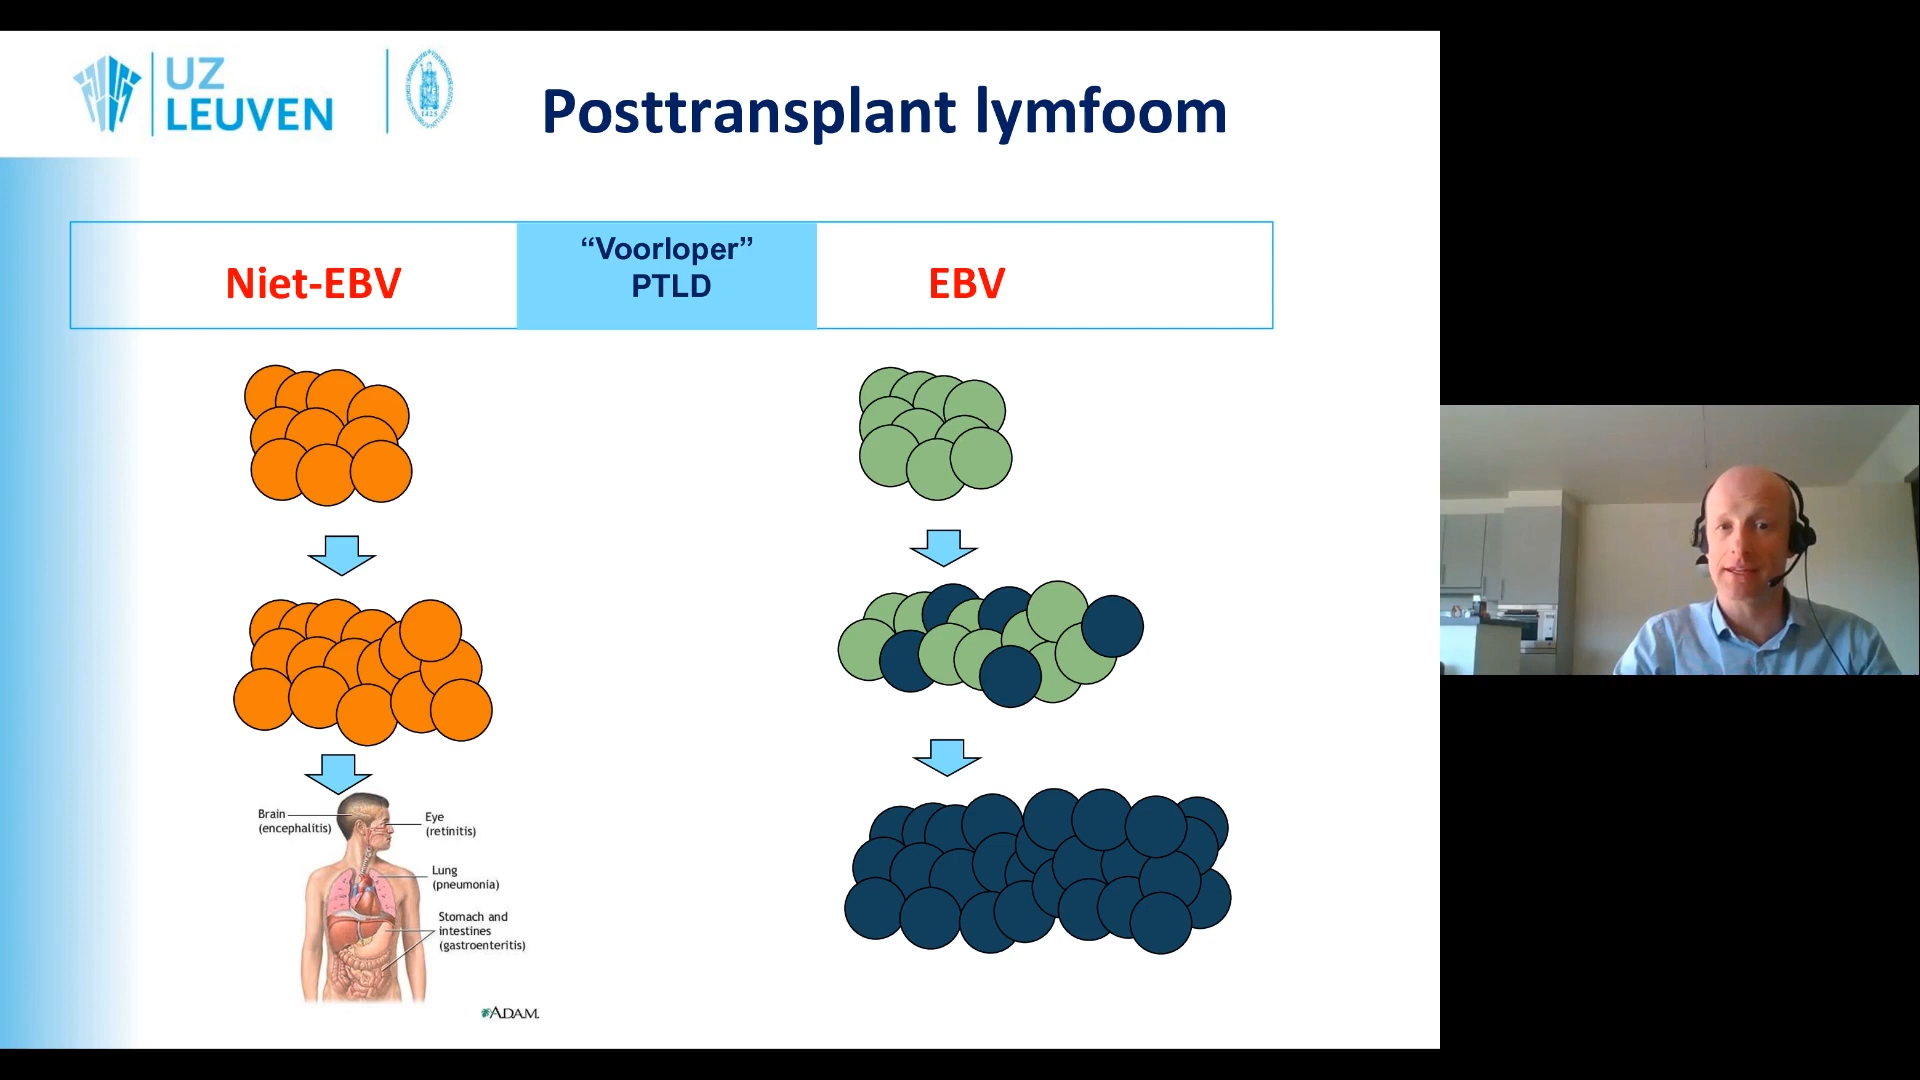 UZ
LEUVEN
1425
Posttransplant lymfoom
Niet-EBV
“Voorloper”
PTLD
EBV
Brain
(encephalitis)
Eye
(retinitis)
Lung
(pneumonia)
Stomach and
intestines
(gastroenteritis)
ADAM.